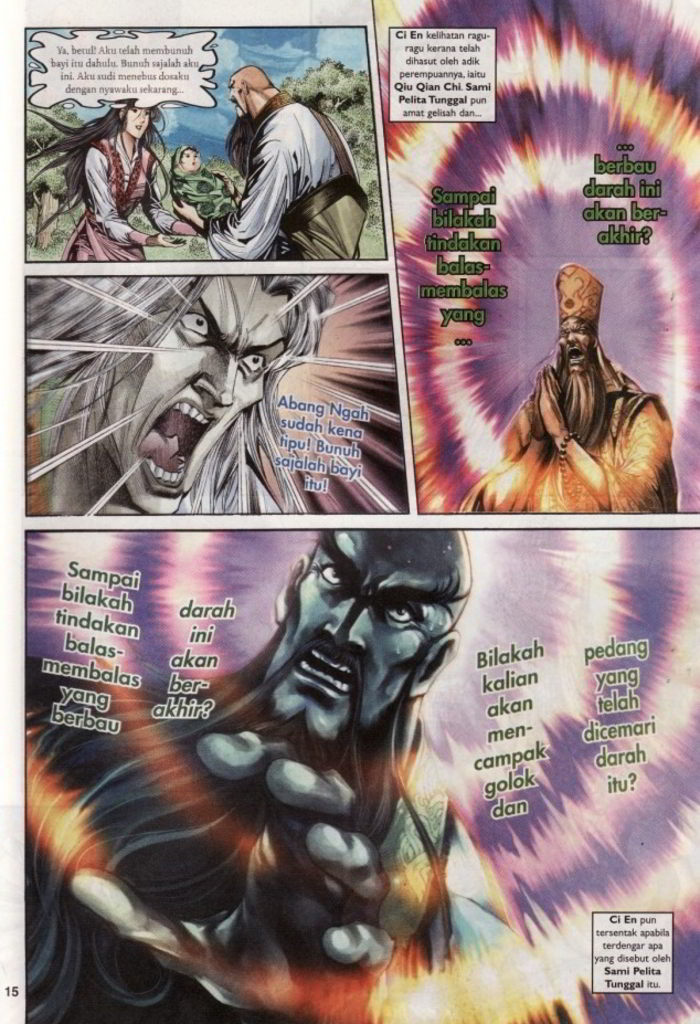 Ya, betul! Aku telah membunuh
bayi itu dahulu. Bunuh sajalah aku
ini. Aku sudi menebus dosaku
dengan nyawaku sekarang...
Ci En kelihatan ragu-
ragu kerana telah
dihasut oleh adik
perempuannya, iaitu
Qiu Qian Chi. Sami
Pelita Tunggal pun
amat gelisah dan...
Sampai
bilakah
tindakan
balas-
membalas
yang
...
...
berbau
darah ini
akan ber-
akhir?
Abang Ngah
sudah kena
tipu! Bunuh
sajalah bayi
itu!
Sampai
bilakah
tindakan
balas-
membalas
yang
berbau
darah
ini
akan
ber-
akhir?
Bilakah
kalian
akan
men-
campak
golok
dan
pedang
yang
telah
dicemari
darah
itu?
Ci En pun
tersentak apabila
terdengar apa
yang disebut oleh
Sami Pelita
Tunggal itu.
15